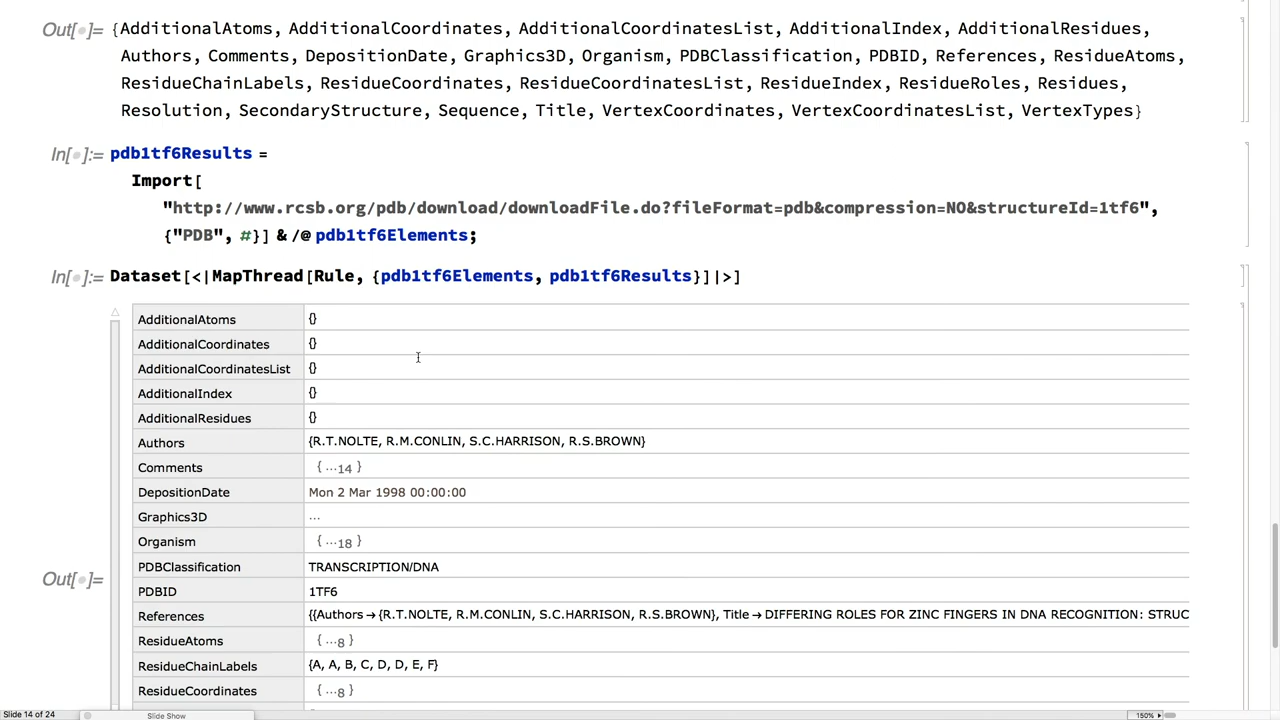 Out[●]= {AdditionalAtoms, AdditionalCoordinates, AdditionalCoordinatesList, AdditionalIndex, AdditionalResidues,
Authors, Comments, DepositionDate, Graphics3D, Organism, PDBClassification, PDBID, References, ResidueAtoms,
ResidueChainLabels, ResidueCoordinates, ResidueCoordinatesList, ResidueIndex, ResidueRoles, Residues,
Resolution, SecondaryStructure, Sequence, Title, VertexCoordinates, VertexCoordinatesList, VertexTypes}
In[●]:= pdb1tf6Results =
Import[
"http://www.rcsb.org/pdb/download/downloadFile.do?fileFormat=pdb&compression=NO&structureId=1tf6",
{"PDB", #}] & /@ pdb1tf6Elements;
In[●]:= Dataset[<|MapThread[Rule, {pdb1tf6Elements, pdb1tf6Results}]|>]
AdditionalAtoms {}
AdditionalCoordinates {}
AdditionalCoordinatesList {}
AdditionalIndex {}
AdditionalResidues {}
Authors {R.T.NOLTE, R.M.CONLIN, S.C.HARRISON, R.S.BROWN}
Comments { ...14 }
DepositionDate Mon 2 Mar 1998 00:00:00
Graphics3D ...
Organism { ...18 }
PDBClassification TRANSCRIPTION/DNA
Out[●]=
PDBID 1TF6
References {{Authors→{R.T.NOLTE, R.M.CONLIN, S.C.HARRISON, R.S.BROWN}, Title→DIFFERING ROLES FOR ZINC FINGERS IN DNA RECOGNITION: STRUC
ResidueAtoms { ...8 }
ResidueChainLabels {A, A, B, C, D, D, E, F}
ResidueCoordinates { ...8 }
Slide 14 of 24
Slide Show
150%